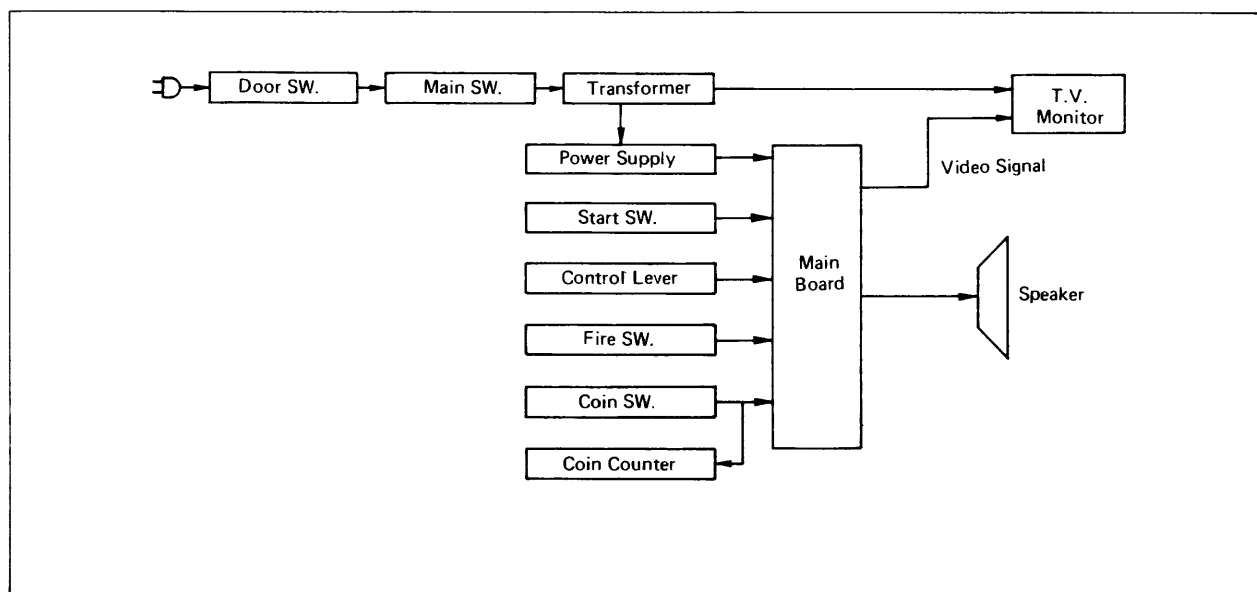 Door SW.
Main SW.
Transformer
T.V.
Monitor
Power Supply
Video Signal
Start SW.
Main
Board
Control Lever
Speaker
Fire SW.
Coin SW.
Coin Counter